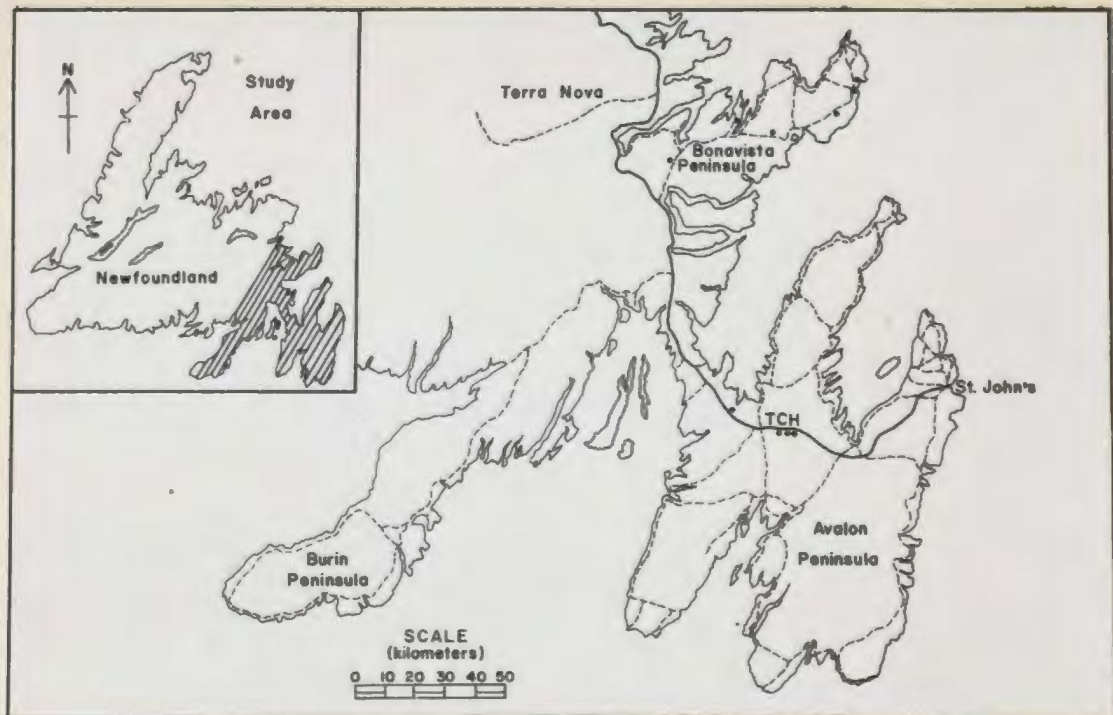 N
Study
Area
Newfoundland
Terra Nova
Bonavista
Peninsula
St. John's
TCH
Avalon
Peninsula
Burin
Peninsula
SCALE
(kilometers)
0 10 20 30 40 50